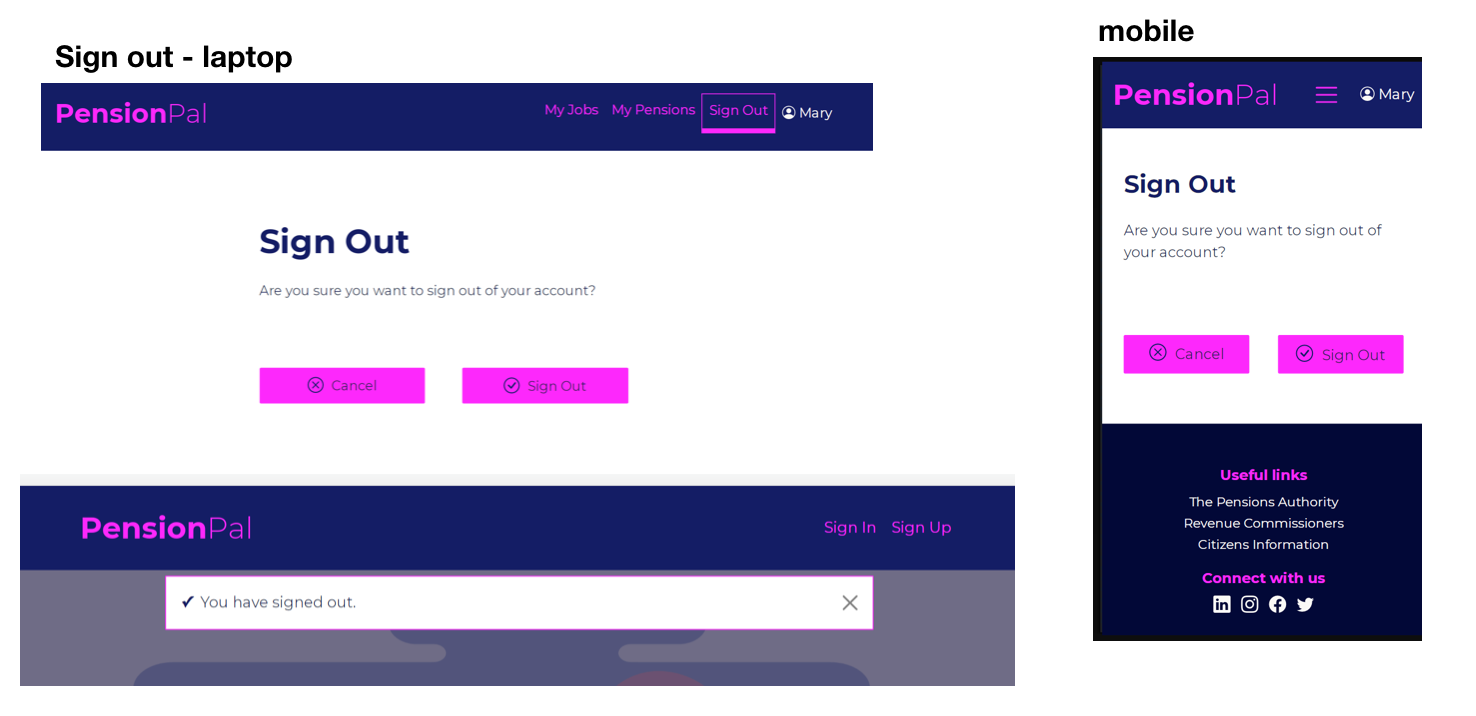 Sign out - laptop
PensionPal
My Jobs My Pensions Sign Out Mary
Sign Out
Are you sure you want to sign out of your account?
Cancel Sign Out
PensionPal
Sign In Sign Up
✔ You have signed out.
mobile
PensionPal Mary
Sign Out
Are you sure you want to sign out of
your account?
Cancel Sign Out
Useful links
The Pensions Authority
Revenue Commissioners
Citizens Information
Connect with us